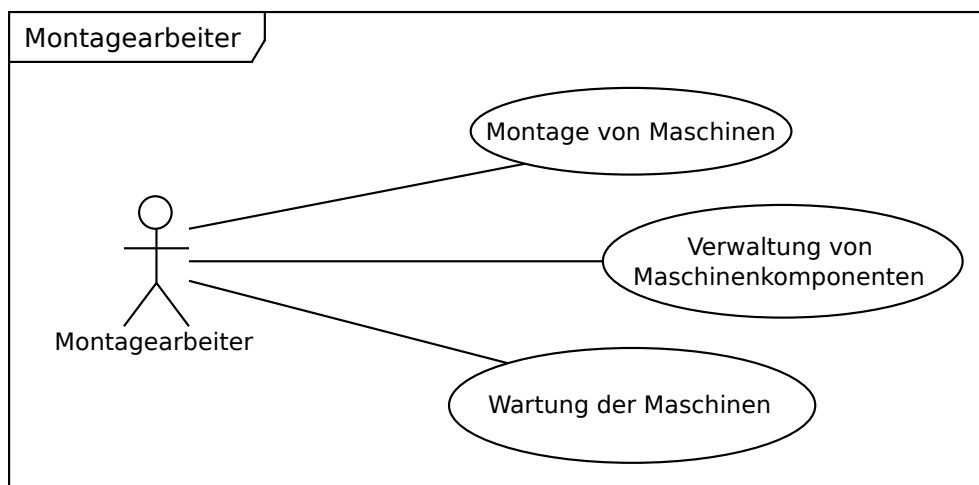 Montagearbeiter
Montage von Maschinen
Verwaltung von
Maschinenkomponenten
Montagearbeiter
Wartung der Maschinen